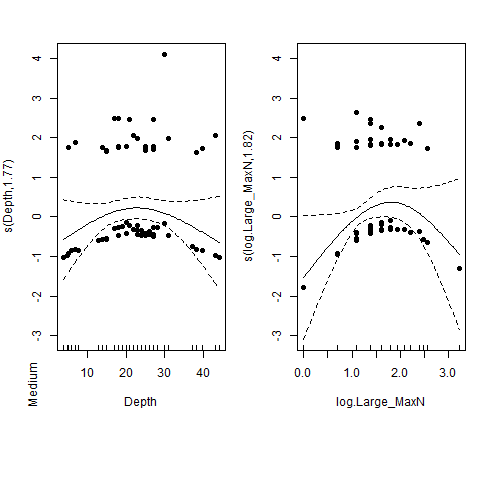 s(Depth,1.77)
4
3
2
1
0
-1
-2
-3
10 20 30 40
Depth
Medium
s(log.Large_MaxN,1.82)
4
3
2
1
0
-1
-2
-3
0.0 1.0 2.0 3.0
log.Large_MaxN